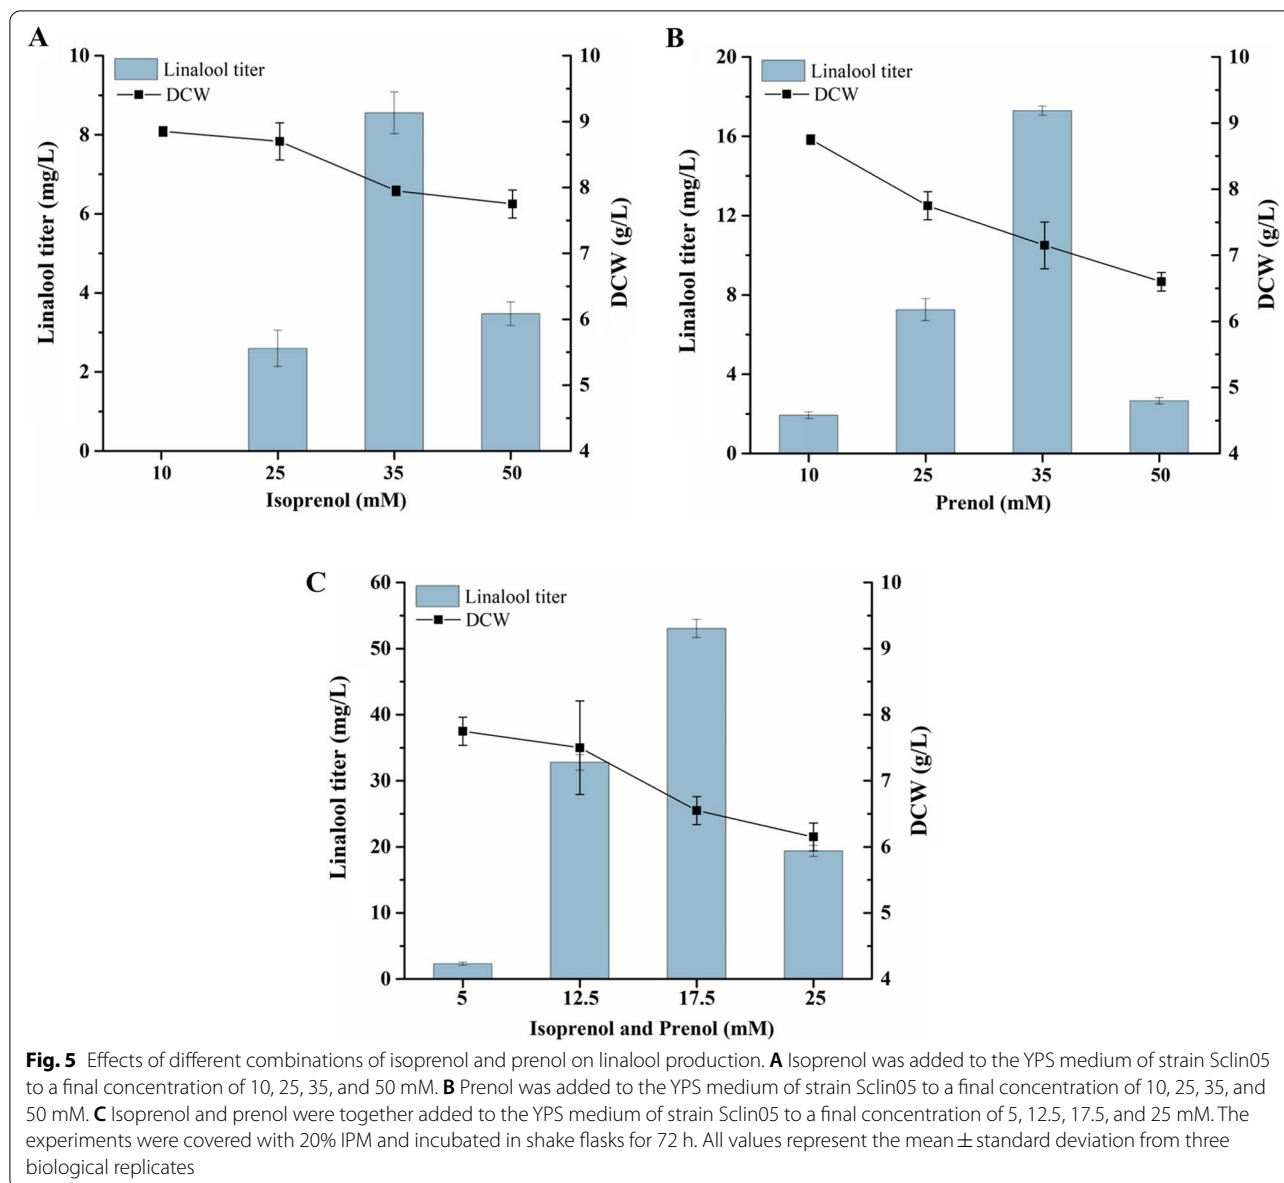 A
10
8
6
4
2
0
Linalool titer (mg/L)
Linalool titer
DCW
10
9
8
7
6
5
4
DCW (g/L)
10 25 35 50
Isoprenol (mM)
B
20
16
12
8
4
0
Linalool titer (mg/L)
Linalool titer
DCW
10
9
8
7
6
5
4
DCW (g/L)
10 25 35 50
Prenol (mM)
C
60
50
40
30
20
10
0
Linalool titer (mg/L)
Linalool titer
DCW
10
9
8
7
6
5
4
DCW (g/L)
5 12.5 17.5 25
Isoprenol and Prenol (mM)
Fig. 5 Effects of different combinations of isoprenol and prenol on linalool production. A Isoprenol was added to the YPS medium of strain Sclin05
to a final concentration of 10, 25, 35, and 50 mM. B Prenol was added to the YPS medium of strain Sclin05 to a final concentration of 10, 25, 35, and
50 mM. C Isoprenol and prenol were together added to the YPS medium of strain Sclin05 to a final concentration of 5, 12.5, 17.5, and 25 mM. The
experiments were covered with 20% IPM and incubated in shake flasks for 72 h. All values represent the mean ± standard deviation from three
biological replicates